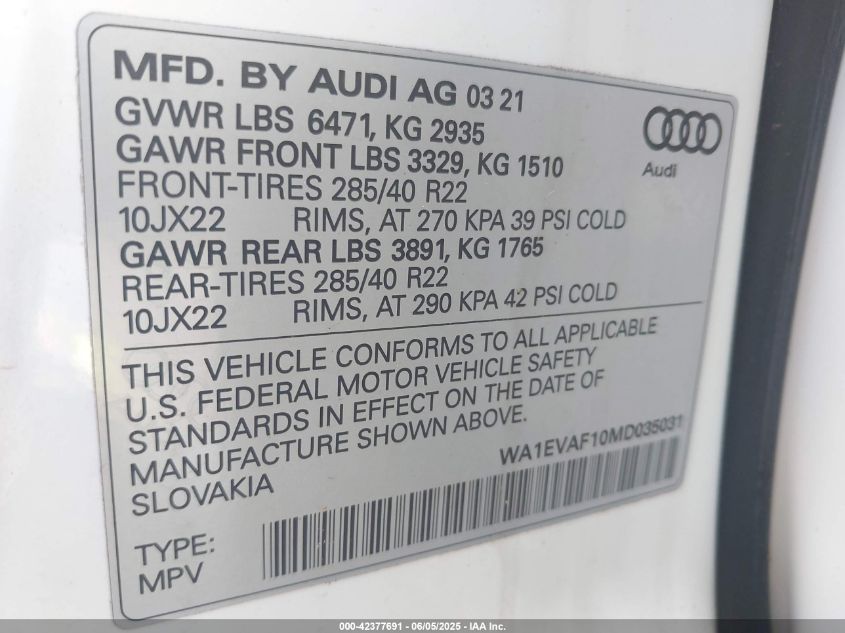 MFD. BY AUDI AG 03 21
GVWR LBS 6471, KG 2935
GAWR FRONT LBS 3329, KG 1510
FRONT-TIRES 285/40 R22
10JX22 RIMS, AT 270 KPA 39 PSI COLD
GAWR REAR LBS 3891, KG 1765
REAR-TIRES 285/40 R22
10JX22 RIMS, AT 290 KPA 42 PSI COLD
Audi
THIS VEHICLE CONFORMS TO ALL APPLICABLE
U.S. FEDERAL MOTOR VEHICLE SAFETY
STANDARDS IN EFFECT ON THE DATE OF
MANUFACTURE SHOWN ABOVE.
SLOVAKIA
WA1EVAF10MD035031
TYPE:
MPV
000-42377691 - 06/05/2025 - IAA Inc.